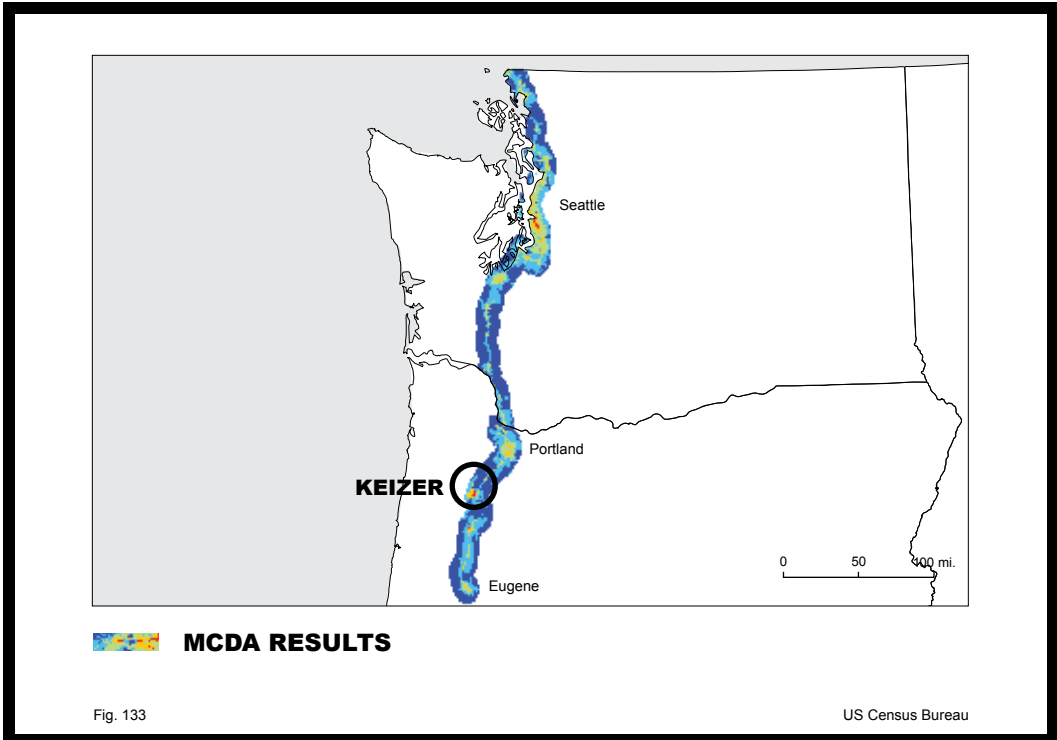 Seattle
Portland
KEIZER
0 50 100 mi.
Eugene
MCDA RESULTS
Fig. 133
US Census Bureau